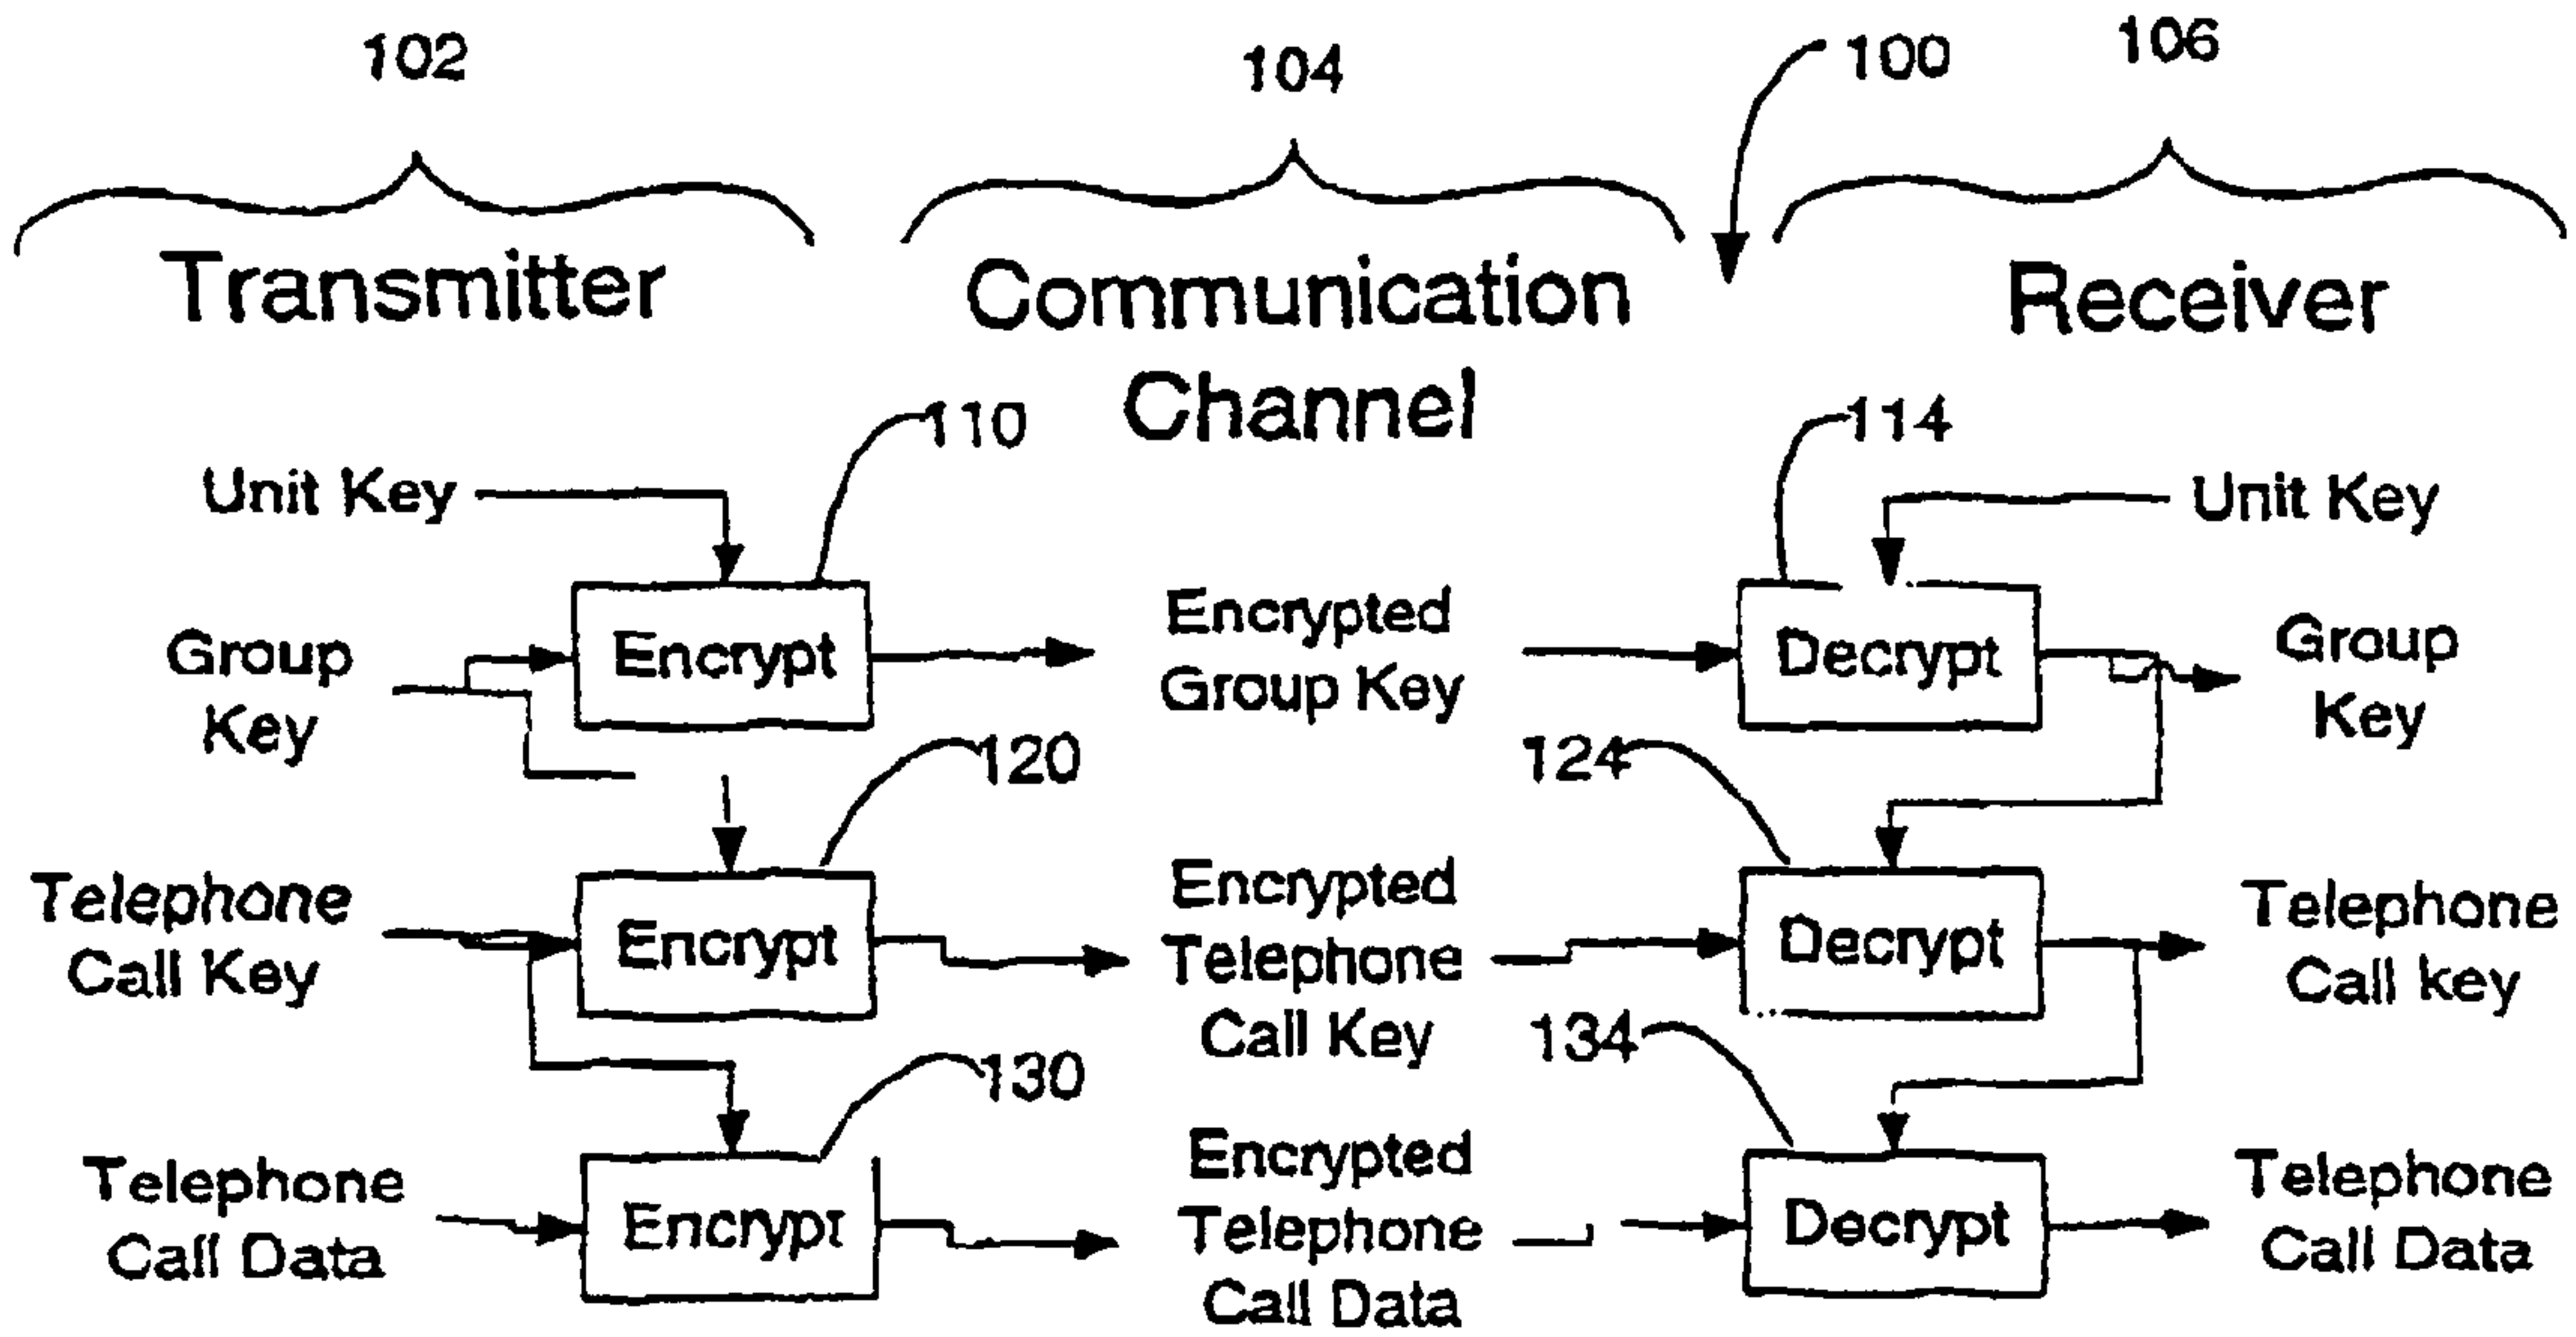 102
104
100
106
Transmitter
Communication
Channel
Receiver
110
114
Unit Key
Unit Key
Group
Key
Encrypt
Encrypted
Group Key
Decrypt
Group
Key
120
124
Telephone
Call Key
Encrypt
Encrypted
Telephone
Call Key
Decrypt
Telephone
Call key
130
134
Telephone
Call Data
Encrypt
Encrypted
Telephone
Call Data
Decrypt
Telephone
Call Data